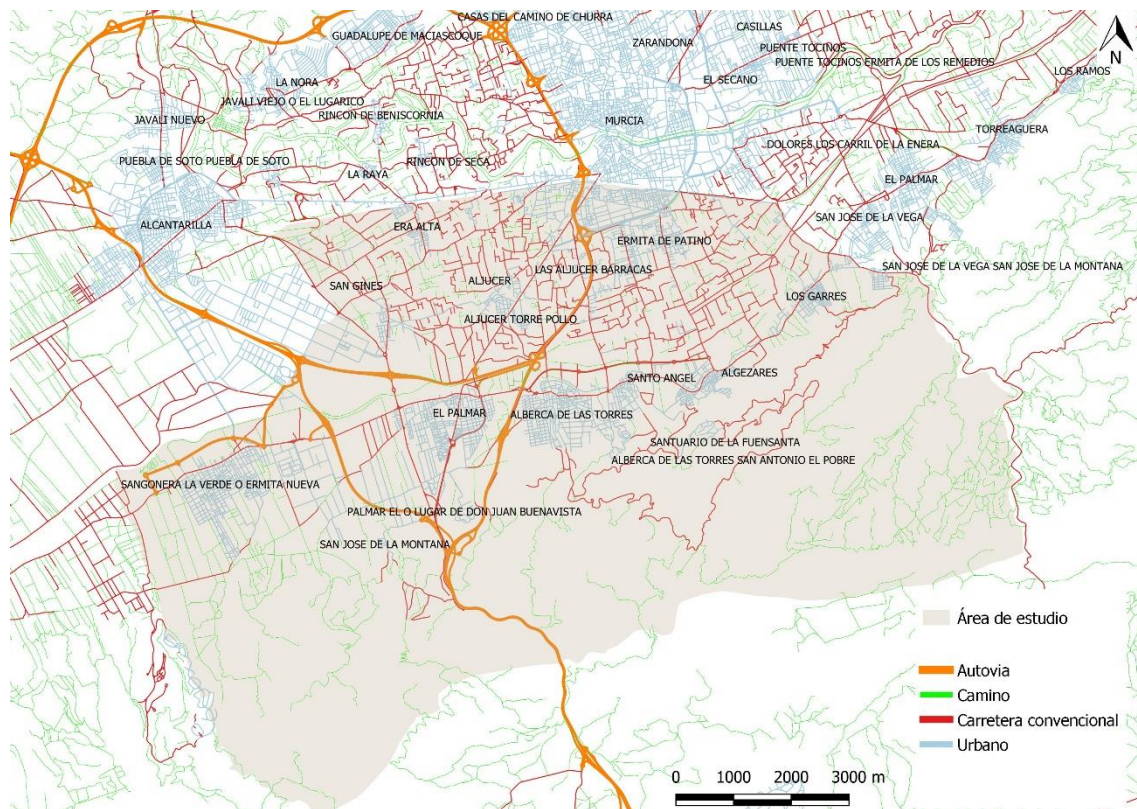 CASAS DEL CAMINO DE CHURRA
GUADALUPE DE MACIASCOQUE
CASILLAS
ZARANDONA
PUENTE TOCINOS
PUENTE TOCINOS ERMITA DE LOS REMEDIOS
N
LOS RAMOS
LA NORA
EL SECANO
JAVALI VIEJO O EL LUGARICO
RINCON DE BENISCORNIA
JAVALI NUEVO
MURCIA
TORREAGUERA
DOLORES LOS CARRIL DE LA ENERA
PUEBLA DE SOTO PUEBLA DE SOTO
RINCON DE SECA
LA RAYA
EL PALMAR
ALCANTARILLA
ERA ALTA
SAN JOSE DE LA VEGA
ERMITA DE PATINO
SAN JOSE DE LA VEGA SAN JOSE DE LA MONTANA
LAS ALJUCER BARRACAS
SAN GINES
ALJUCER
LOS GARRES
ALJUCER TORRE POLLO
SANTO ANGEL
ALGEZARES
EL PALMAR
ALBERCA DE LAS TORRES
SANTUARIO DE LA FUENSANTA
ALBERCA DE LAS TORRES SAN ANTONIO EL POBRE
SANGONERA LA VERDE O ERMITA NUEVA
PALMAR EL O LUGAR DE DON JUAN BUENAVISTA
SAN JOSE DE LA MONTANA
Área de estudio
Autovia
Camino
Carretera convencional
Urbano
0 1000 2000 3000 m